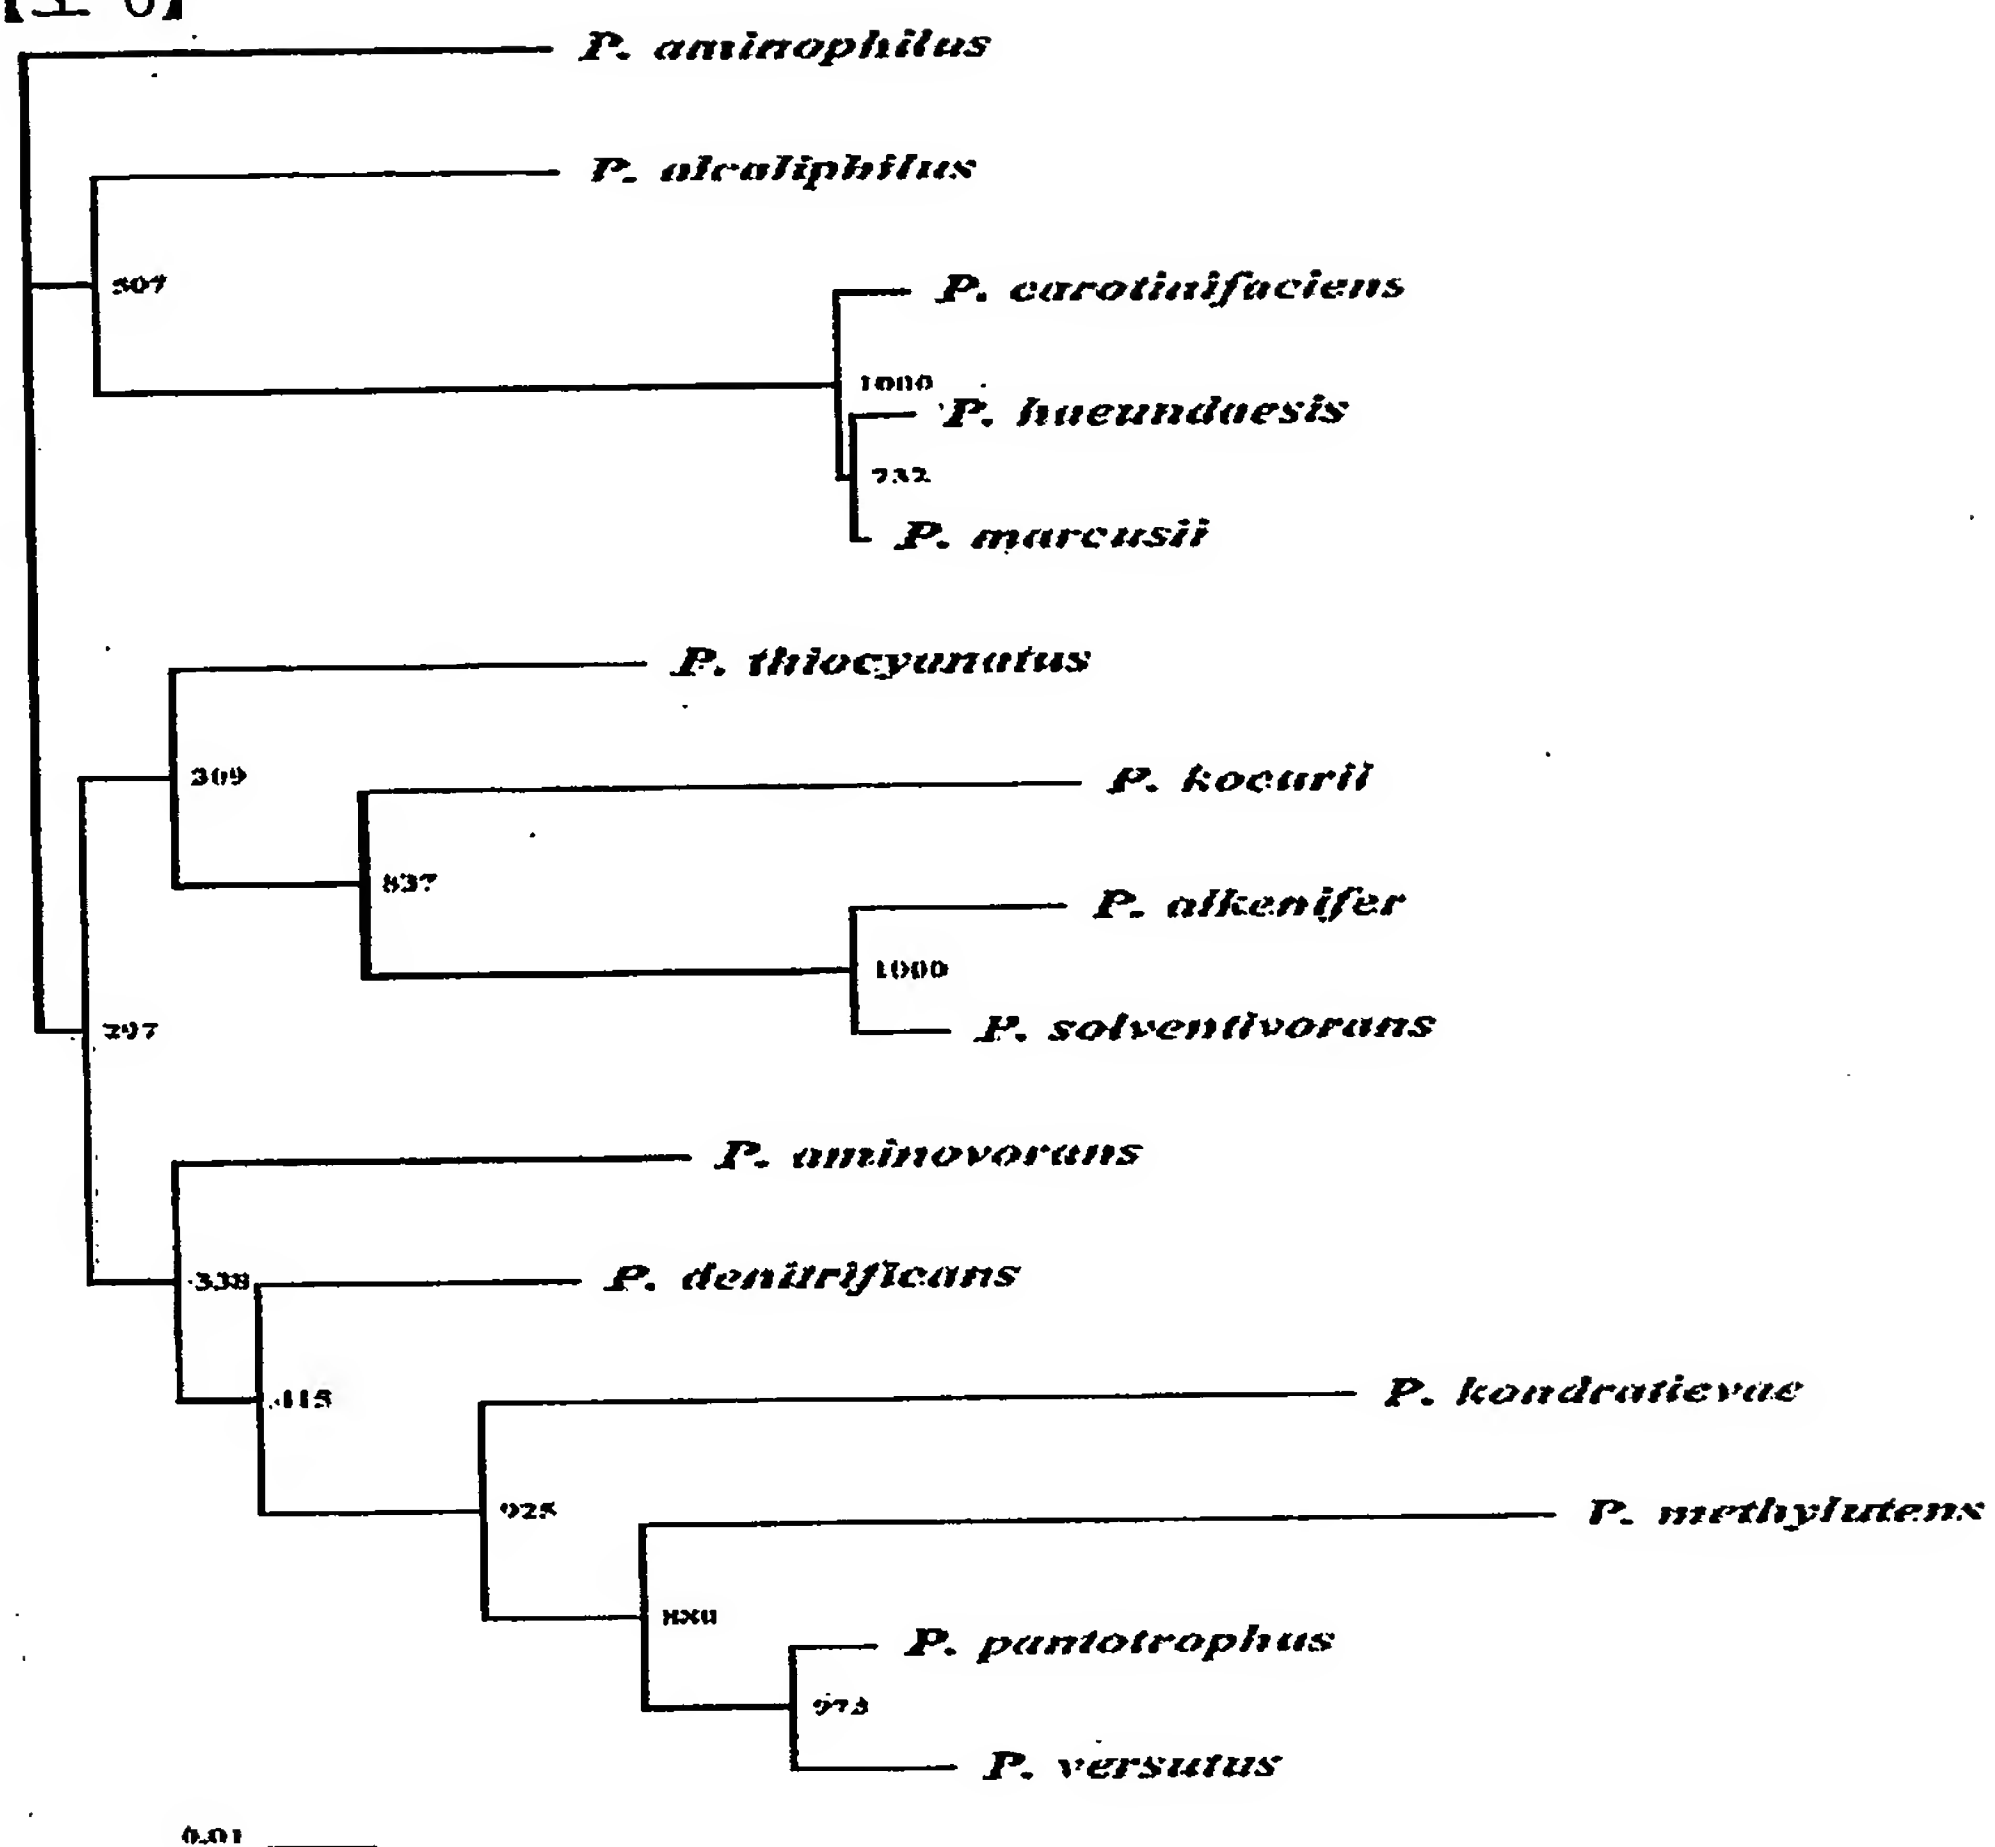 P. aminophilus
P. alcaliphilus
507
P. carotinifaciens
1000
P. haeundaesis
732
P. marcusii
P. thiocyanatus
309
P. kocurii
837
P. alkenifer
1000
P. solventivorans
297
P. aminovorans
338
P. denitrificans
P. kondratievae
415
925
P. methylutens
P. pantotrophus
973
P. versutus
0.01